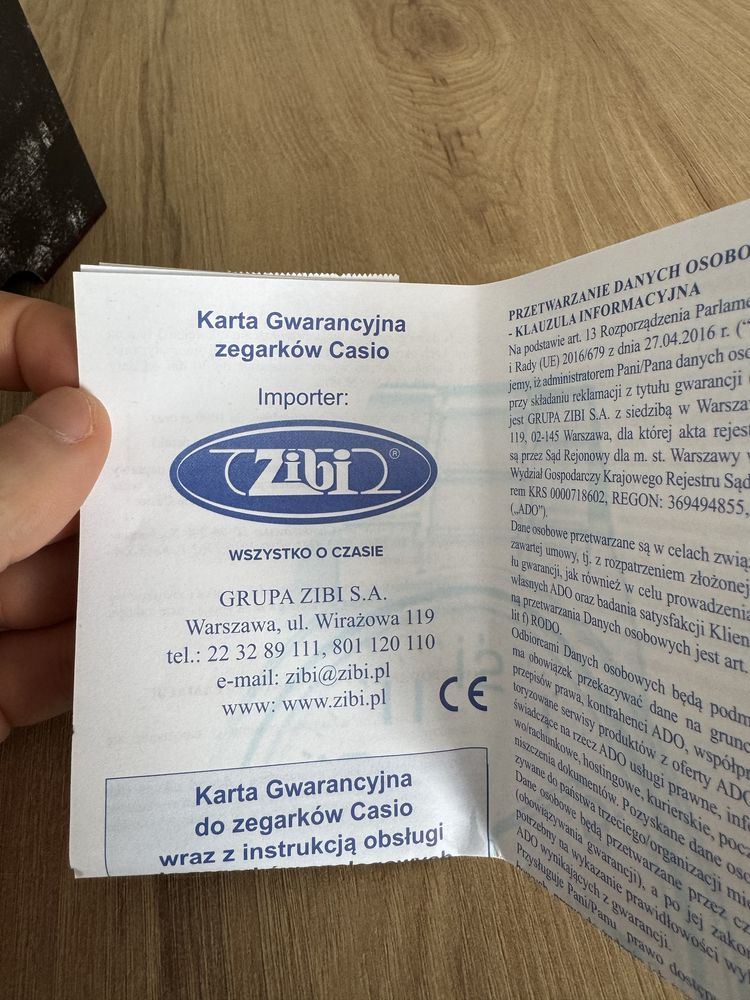 Karta Gwarancyjna
zegarków Casio
Importer:
Zibi®
WSZYSTKO O CZASIE
GRUPA ZIBI S.A.
Warszawa, ul. Wirażowa 119
tel.: 22 32 89 111, 801 120 110
e-mail: zibi@zibi.pl
www: www.zibi.pl
CE
Karta Gwarancyjna
do zegarków Casio
wraz z instrukcją obsługi
PRZETWARZANIE DANYCH OSOBO
- KLAUZULA INFORMACYJNA
Na podstawie art. 13 Rozporządzenia Parlame
i Rady (UE) 2016/679 z dnia 27.04.2016 r. ("
jemy, iż administratorem Pani/Pana danych oso
przy składaniu reklamacji z tytułu gwarancji
jest GRUPA ZIBI S.A. z siedzibą w Warsza
119, 02-145 Warszawa, dla której akta rejest
są przez Sąd Rejonowy dla m. st. Warszawy w
Wydział Gospodarczy Krajowego Rejestru Sąd
rem KRS 0000718602, REGON: 369494855,
(„ADO").
Dane osobowe przetwarzane są w celach zwią
zawartej umowy, tj. z rozpatrzeniem złożonej
tu gwarancji, jak również w celu prowadzenia
własnych ADO oraz badania satysfakcji Klien
ną przetwarzania Danych osobowych jest art.
lit f) RODO.
Odbiorcami Danych osobowych będą podm
ma obowiązek przekazywać dane na grunc
przepisów prawa, kontrahenci ADO, współpr
toryzowane serwisy produktów z oferty ADO
świadczące na rzecz ADO usługi prawne, inf
wo/rachunkowe, hostingowe, kurierskie, pocz
niszczenia dokumentów. Pozyskane dane oso
zywane do państwa trzeciego/organizacji mię
Dane osobowe będą przetwarzane przez cz
(obowiązywania gwarancji), a po jej zakoń
potrzebny na wykazanie prawidłowości wy
ADO wynikających z gwarancji.
Przysługuje Pani/Panu prawo dostęp